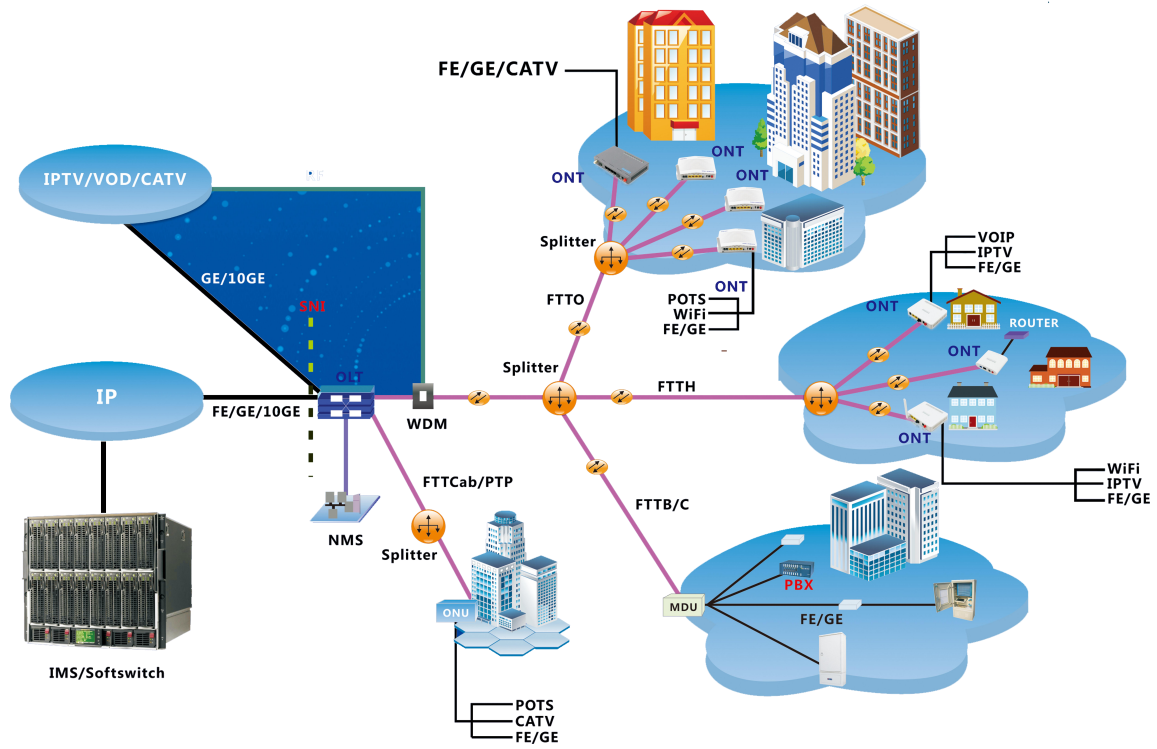 FE/GE/CATV
ONT
ONT
ONT
IPTV/VOD/CATV
Splitter
VOIP
IPTV
FE/GE
GE/10GE
ONT
POTS
WiFi
FE/GE
FTTO
SNI
ONT
ROUTER
ONT
Splitter
OLT
FTTH
IP
FE/GE/10GE
WDM
ONT
WiFi
IPTV
FE/GE
FTTCab/PTP
FTTB/C
NMS
Splitter
PBX
ONU
MDU
FE/GE
IMS/Softswitch
POTS
CATV
FE/GE